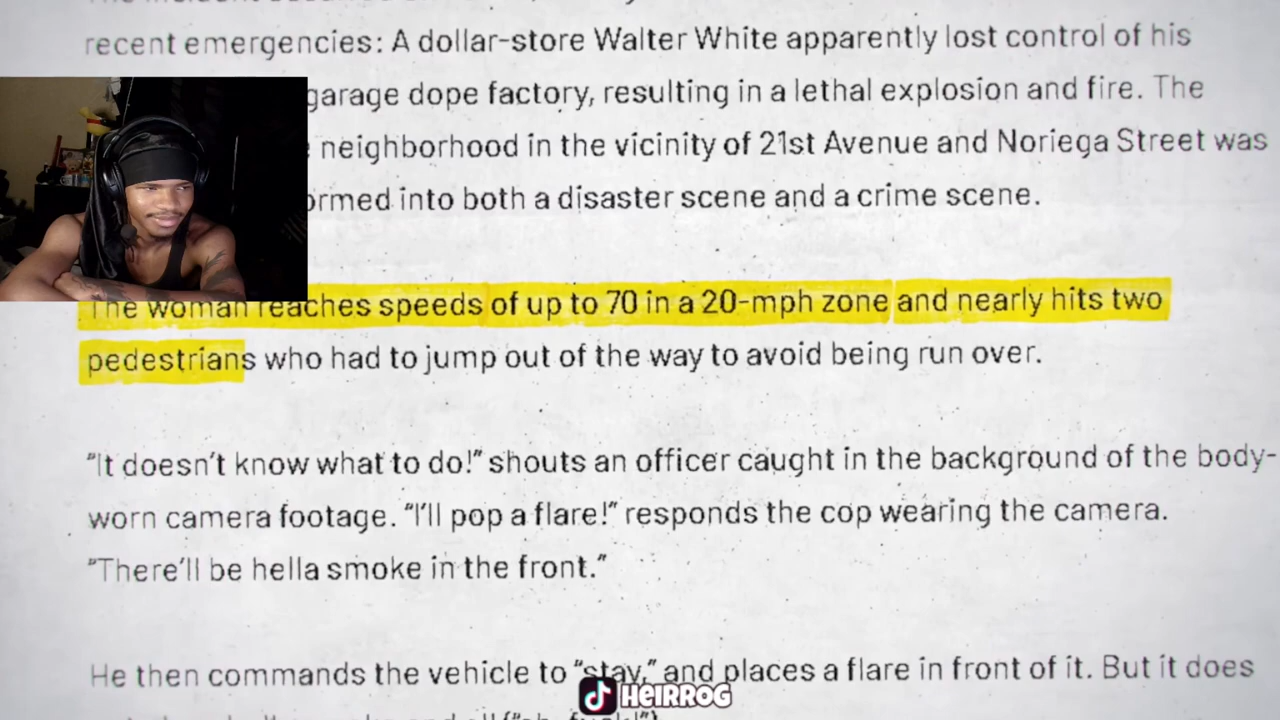 recent emergencies: A dollar-store Walter White apparently lost control of his
garage dope factory, resulting in a lethal explosion and fire. The
neighborhood in the vicinity of 21st Avenue and Noriega Street was
ormed into both a disaster scene and a crime scene.
The woman reaches speeds of up to 70 in a 20-mph zone and nearly hits two
pedestrians who had to jump out of the way to avoid being run over.
"It doesn't know what to do!" shouts an officer caught in the background of the body-
worn camera footage. "I'll pop a flare!" responds the cop wearing the camera.
"There'll be hella smoke in the front."
He then commands the vehicle to "stay," and places a flare in front of it. But it does
HEIRROG